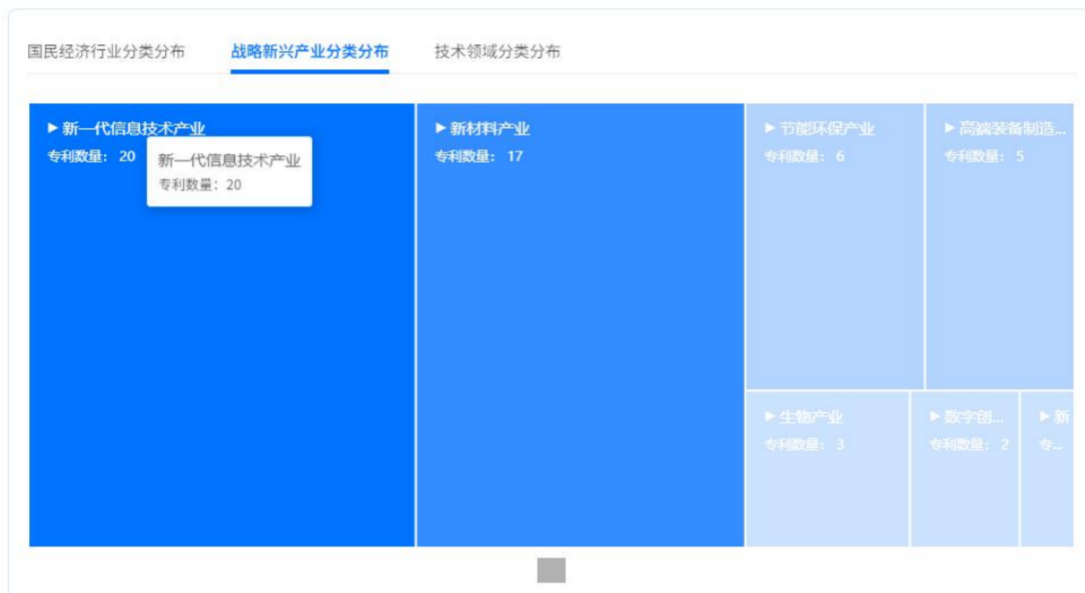 国民经济行业分类分布
战略新兴产业分类分布
技术领域分类分布
▶ 新一代信息技术产业
专利数量: 20
新一代信息技术产业
专利数量: 20
▶ 新材料产业
专利数量: 17
▶ 节能环保产业
专利数量: 6
▶ 高端装备制造...
专利数量: 5
▶ 生物产业
专利数量: 3
▶ 数字创...
专利数量: 2
▶ 新
专...